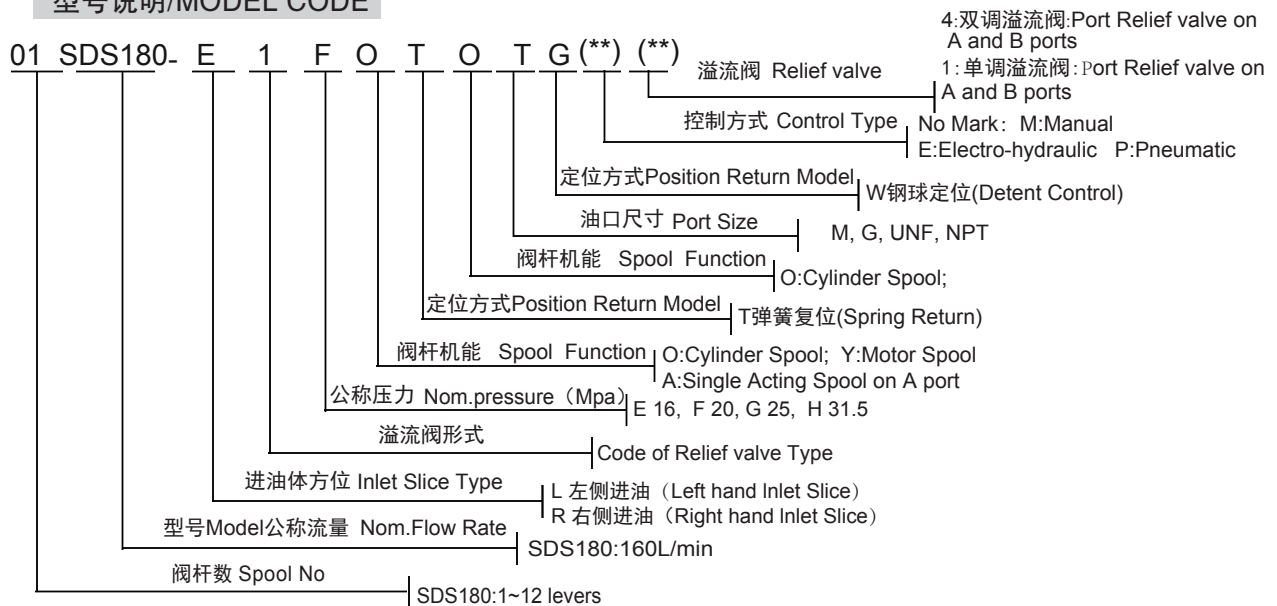 型号说明/MODEL CODE
4:双调溢流阀:Port Relief valve on
A and B ports
01 SDS180- E 1 F O T O T G (**) (**)
溢流阀 Relief valve
1:单调溢流阀:Port Relief valve on
A and B ports
控制方式 Control Type
No Mark: M:Manual
E:Electro-hydraulic P:Pneumatic
定位方式Position Return Model
W钢球定位(Detent Control)
油口尺寸 Port Size
M, G, UNF, NPT
阀杆机能 Spool Function
O:Cylinder Spool;
定位方式Position Return Model
T弹簧复位(Spring Return)
阀杆机能 Spool Function
O:Cylinder Spool; Y:Motor Spool
A:Single Acting Spool on A port
公称压力 Nom.pressure（Mpa）
E 16, F 20, G 25, H 31.5
溢流阀形式
Code of Relief valve Type
进油体方位 Inlet Slice Type
L 左侧进油（Left hand Inlet Slice）
R 右侧进油（Right hand Inlet Slice）
型号Model公称流量 Nom.Flow Rate
SDS180:160L/min
阀杆数 Spool No
SDS180:1~12 levers